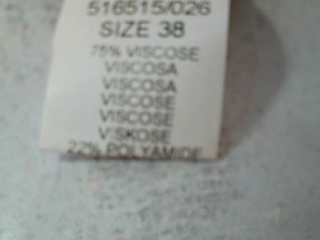 516515/026
SIZE 38
75% VISCOSE
VISCOSA
VISCOSA
VISCOSE
VISCOSE
VISKOSE
22% POLYAMIDE